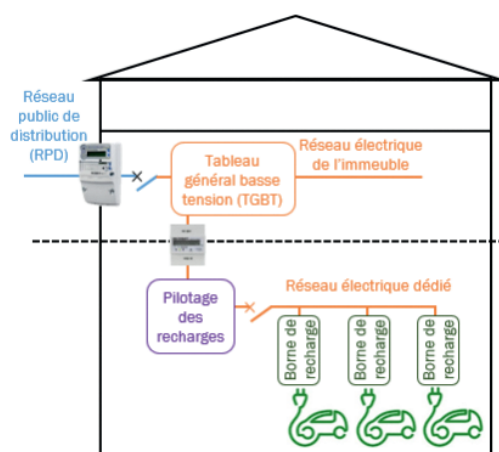 Réseau
public de
distribution
(RPD)
Tableau
général basse
tension (TGBT)
Réseau électrique
de l'immeuble
Pilotage
des
recharges
Réseau électrique dédié
Borne de
recharge
Borne de
recharge
Borne de
recharge